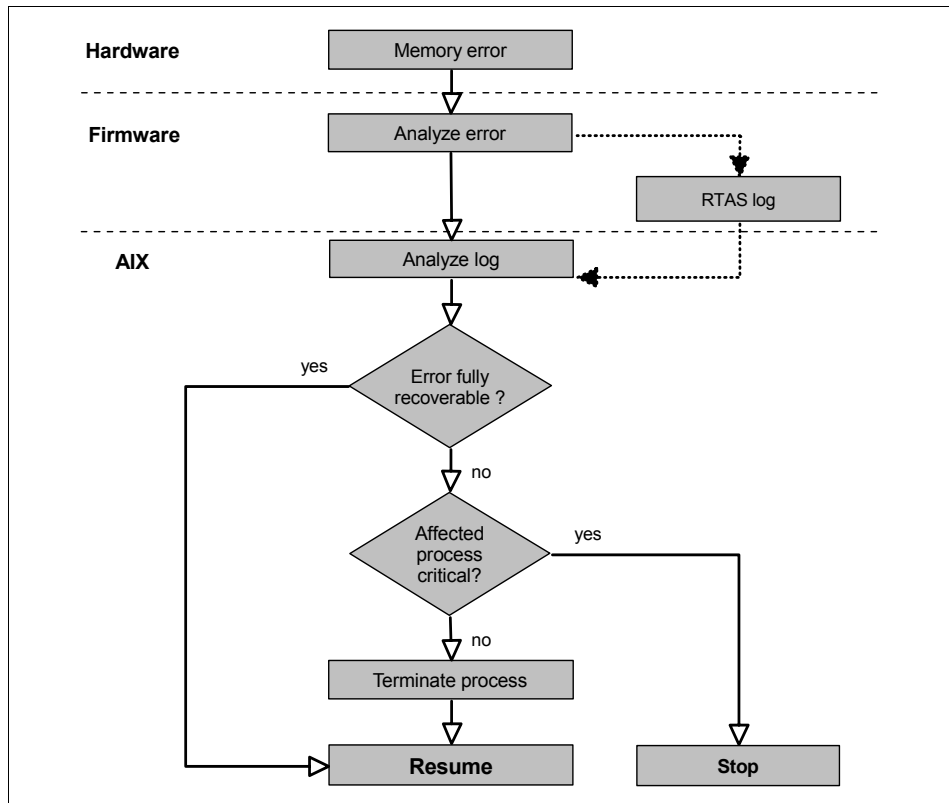 Hardware
Memory error
Firmware
Analyze error
RTAS log
AIX
Analyze log
yes
Error fully
recoverable ?
no
Affected
process
critical?
yes
no
Terminate process
Resume
Stop